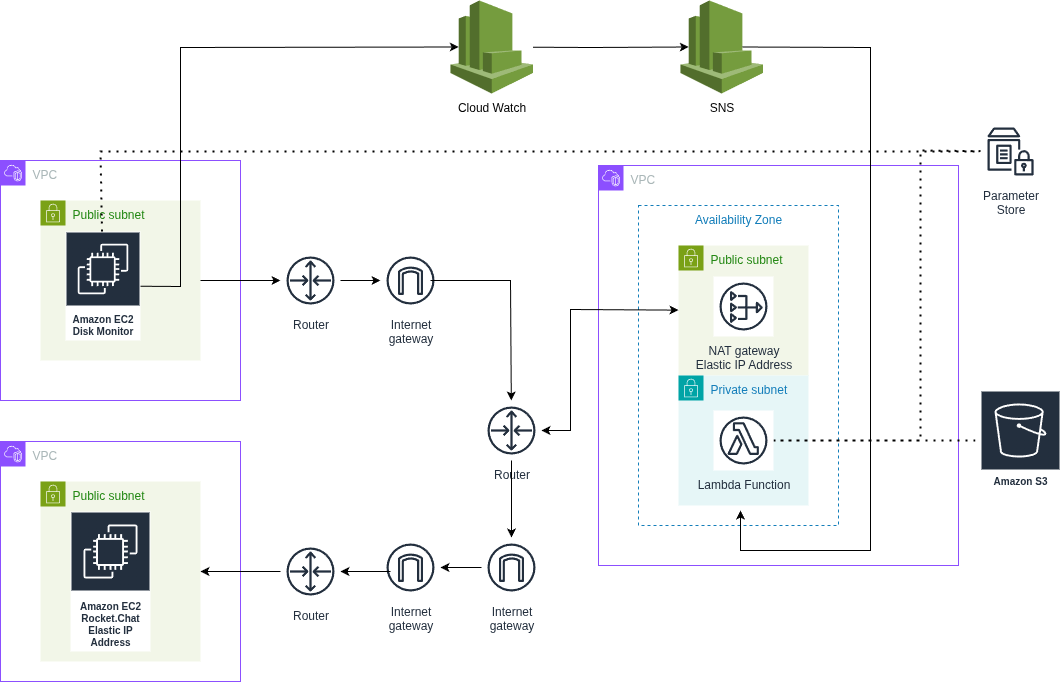 Cloud Watch
SNS
Parameter
Store
VPC
Public subnet
Amazon EC2
Disk Monitor
Router
Internet
gateway
VPC
Availability Zone
Public subnet
NAT gateway
Elastic IP Address
Private subnet
Lambda Function
Amazon S3
Router
VPC
Public subnet
Amazon EC2
Rocket.Chat
Elastic IP
Address
Router
Internet
gateway
Internet
gateway